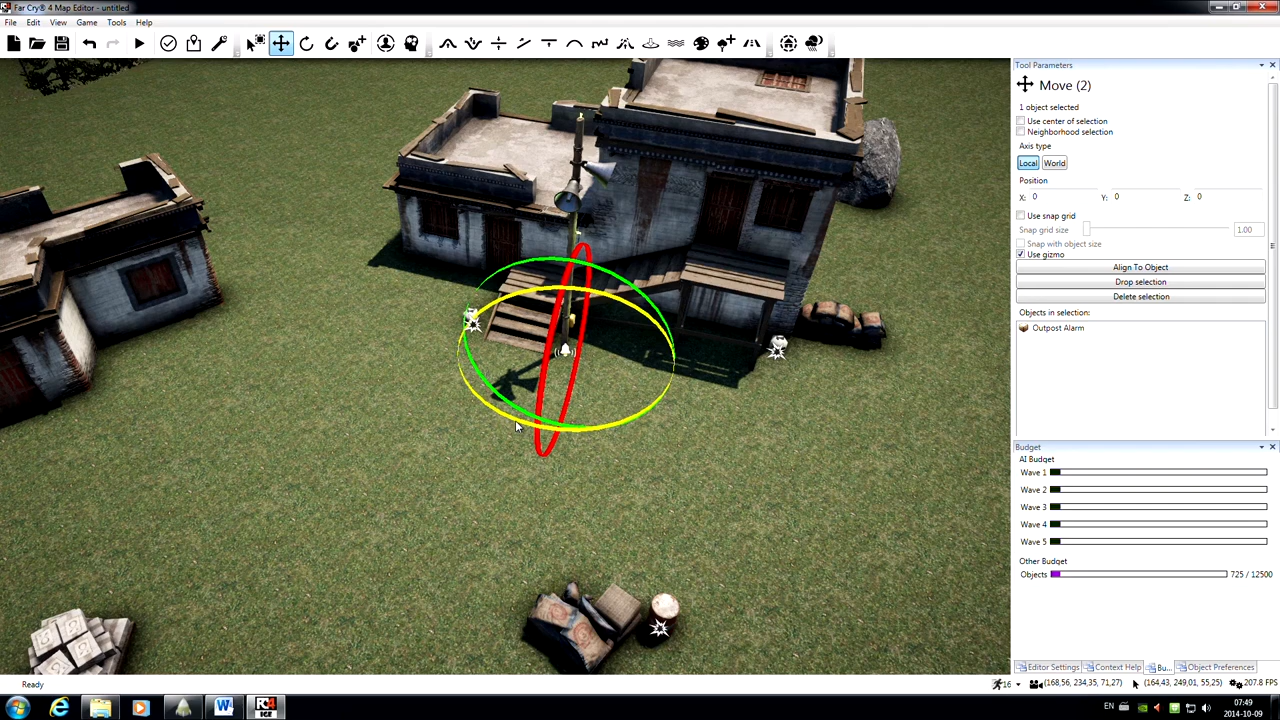 Far Cry® 4 Map Editor - untitled
File Edit View Game Tools Help
Tool Parameters
Move (2)
1 object selected
Use center of selection
Neighborhood selection
Axis type
Local World
Position
X: 0 Y: 0 Z: 0
Use snap grid
Snap grid size 1.00
Snap with object size
Use gizmo
Align To Object
Drop selection
Delete selection
Objects in selection:
Outpost Alarm
Budget
AI Budget
Wave 1
Wave 2
Wave 3
Wave 4
Wave 5
Other Budget
Objects 725 / 12500
Editor Settings Context Help Bu... Object Preferences
Ready 16 (168,56, 234,35, 71,27) (164,43, 249,01, 55,25) 207.8 FPS
EN 07:49
2014-10-09